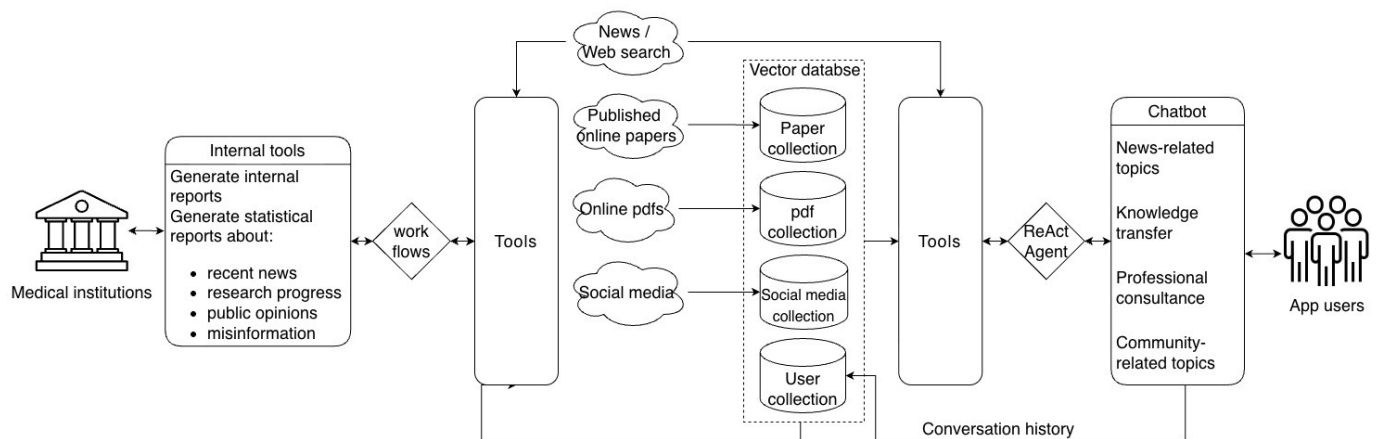 Medical institutions
Internal tools
Generate internal
reports
Generate statistical
reports about:
• recent news
• research progress
• public opinions
• misinformation
work
flows
Tools
News /
Web search
Published
online papers
Online pdfs
Social media
Vector databse
Paper
collection
pdf
collection
Social media
collection
User
collection
Tools
ReAct
Agent
Chatbot
News-related
topics
Knowledge
transfer
Professional
consultance
Community-
related topics
App users
Conversation history